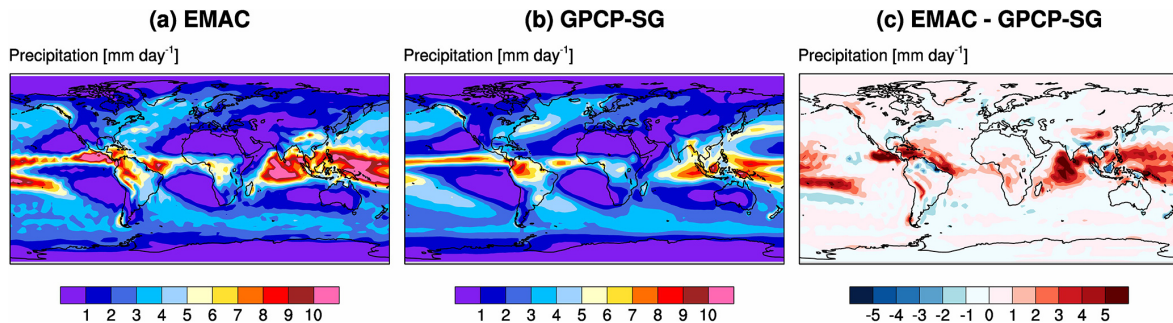 (a) EMAC
(b) GPCP-SG
(c) EMAC - GPCP-SG
Precipitation [mm day⁻¹]
Precipitation [mm day⁻¹]
Precipitation [mm day⁻¹]
1 2 3 4 5 6 7 8 9 10
1 2 3 4 5 6 7 8 9 10
-5 -4 -3 -2 -1 0 1 2 3 4 5